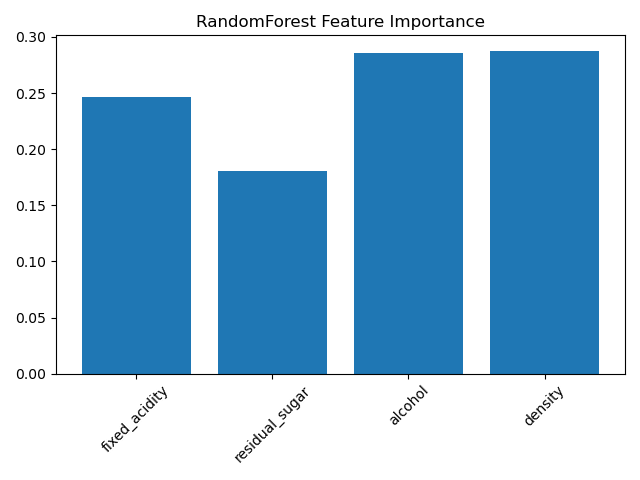 RandomForest Feature Importance
0.30
0.25
0.20
0.15
0.10
0.05
0.00
fixed_acidity
residual_sugar
alcohol
density